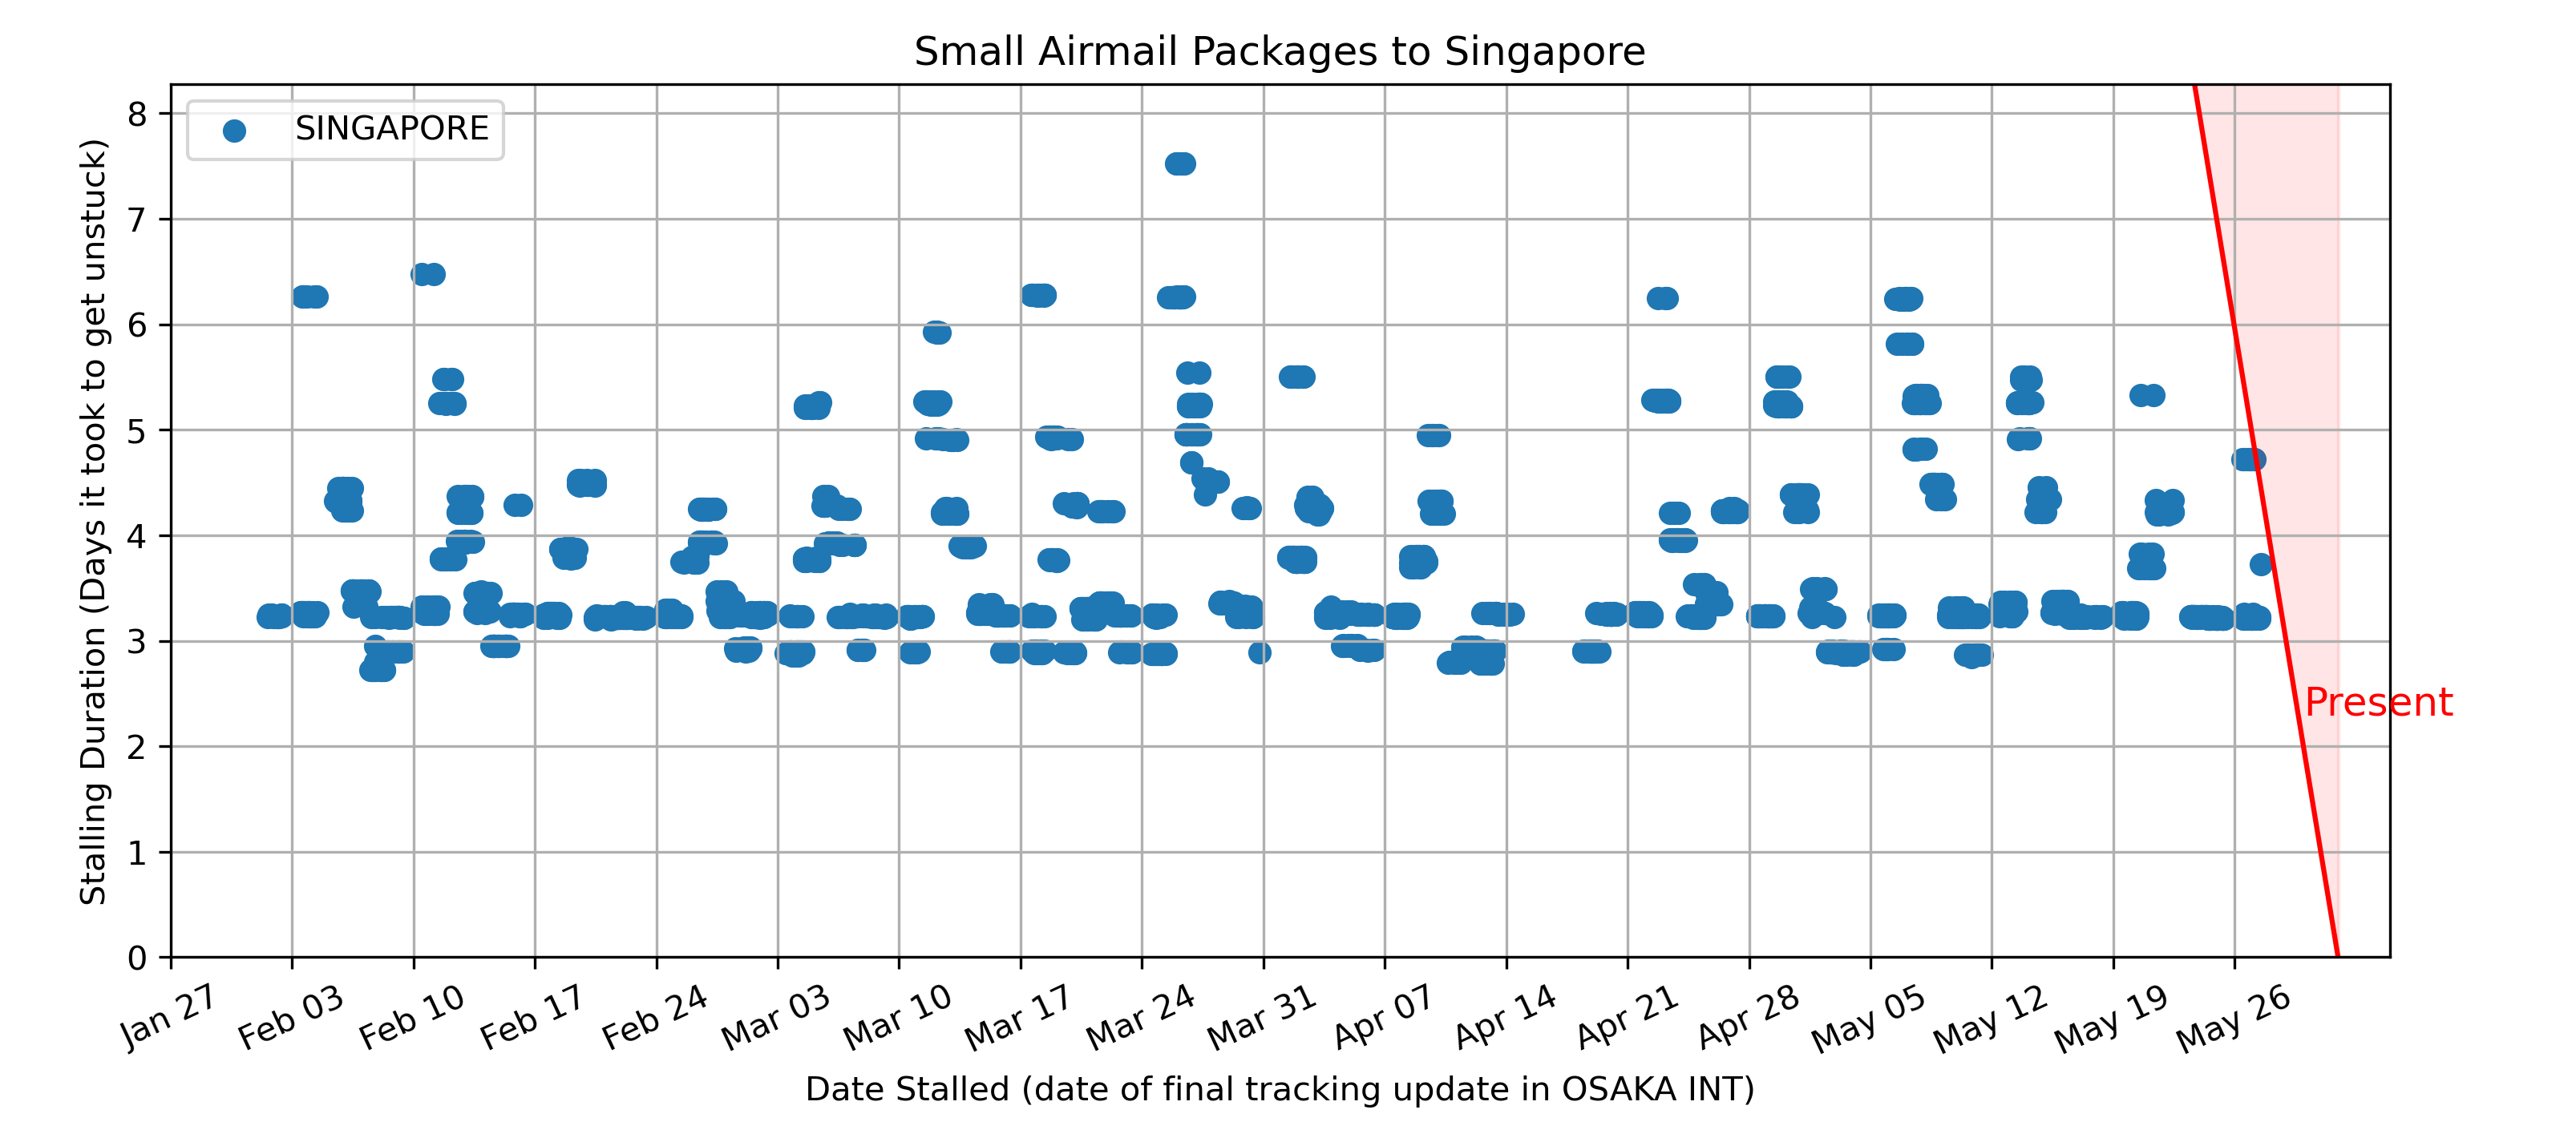 Small Airmail Packages to Singapore
SINGAPORE
Stalling Duration (Days it took to get unstuck)
8
7
6
5
4
3
2
1
0
Present
Jan 27
Feb 03
Feb 10
Feb 17
Feb 24
Mar 03
Mar 10
Mar 17
Mar 24
Mar 31
Apr 07
Apr 14
Apr 21
Apr 28
May 05
May 12
May 19
May 26
Date Stalled (date of final tracking update in OSAKA INT)